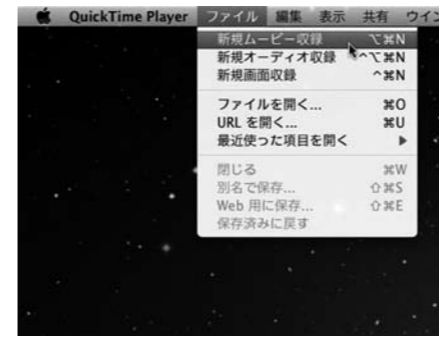 QuickTime Player ファイル 編集 表示 共有 ウイン
新規ムービー収録 ⌥⌘N
新規オーディオ収録 ^⌥⌘N
新規画面収録 ^⌘N
ファイルを開く... ⌘O
URL を開く... ⌘U
最近使った項目を開く ▶
閉じる ⌘W
別名で保存... ⇧⌘S
Web 用に保存... ⇧⌘E
保存済みに戻す